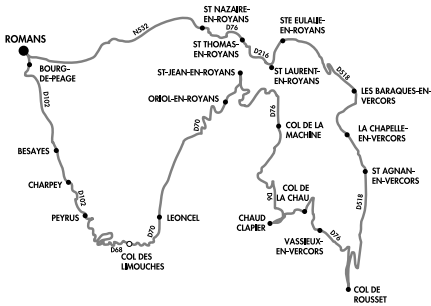 ROMANS
BOURG-
DE-PEAGE
N532
ST NAZAIRE-
EN-ROYANS
D76
ST THOMAS-
EN-ROYANS
D216
STE EULALIE-
EN-ROYANS
ST LAURENT-
EN-ROYANS
D518
LES BARAQUES-EN-
VERCORS
LA CHAPELLE-
EN-VERCORS
ST AGNAN-
EN-VERCORS
D518
COL DE
ROUSSET
D76
VASSIEUX-
EN-VERCORS
COL DE
LA CHAU
CHAUD
CLAPIER
D6
COL DE LA
MACHINE
D76
ST-JEAN-EN-ROYANS
ORIOL-EN-ROYANS
D70
LEONCEL
D70
COL DES
LIMOUCHES
D68
PEYRUS
D102
CHARPEY
BESAYES
D102